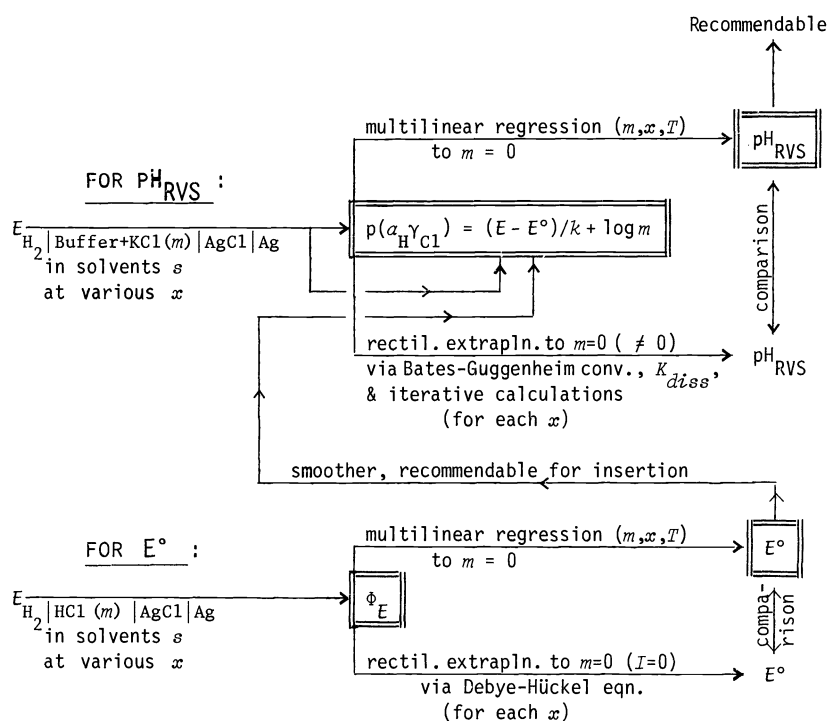 Recommendable
multilinear regression (m,x,T)
to m = 0
pH_RVS
FOR PH_RVS :
E_H2|Buffer+KCl(m)|AgCl|Ag
in solvents s
at various x
p(a_Hγ_Cl) = (E - E°)/k + log m
comparison
rectil. extrapln. to m=0 ( ≠ 0)
via Bates-Guggenheim conv., K_diss,
& iterative calculations
(for each x)
pH_RVS
smoother, recommendable for insertion
FOR E° :
multilinear regression (m,x,T)
to m = 0
E°
E_H2|HCl (m) |AgCl|Ag
in solvents s
at various x
Φ_E
compa-
rison
rectil. extrapln. to m=0 (I=0)
via Debye-Hückel eqn.
(for each x)
E°